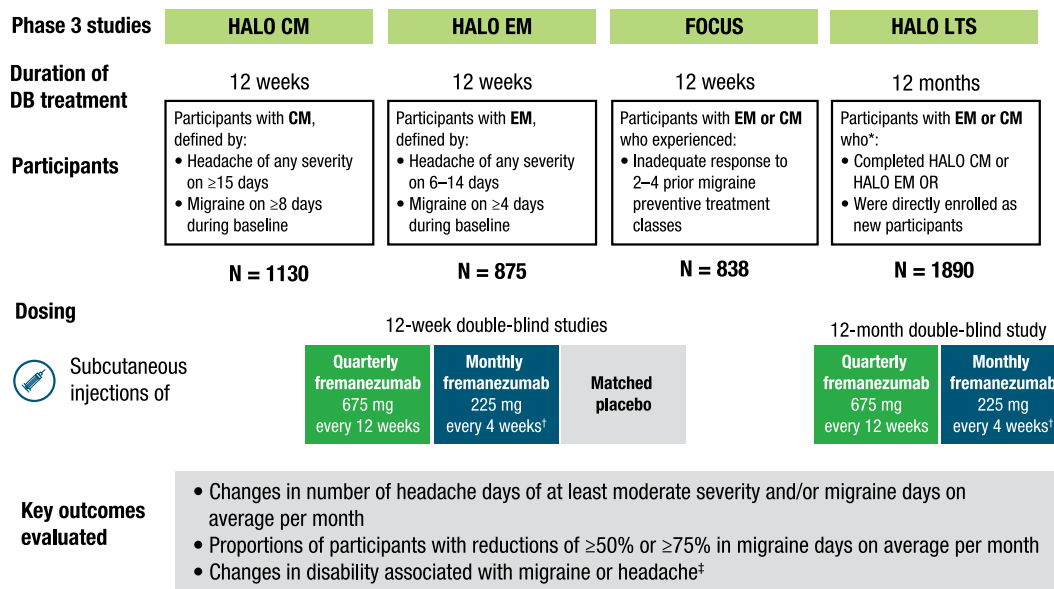 Phase 3 studies
HALO CM
HALO EM
FOCUS
HALO LTS
Duration of
DB treatment
12 weeks
12 weeks
12 weeks
12 months
Participants
Participants with CM,
defined by:
• Headache of any severity
on ≥15 days
• Migraine on ≥8 days
during baseline
Participants with EM,
defined by:
• Headache of any severity
on 6–14 days
• Migraine on ≥4 days
during baseline
Participants with EM or CM
who experienced:
• Inadequate response to
2–4 prior migraine
preventive treatment
classes
Participants with EM or CM
who*:
• Completed HALO CM or
HALO EM OR
• Were directly enrolled as
new participants
N = 1130
N = 875
N = 838
N = 1890
Dosing
Subcutaneous
injections of
12-week double-blind studies
Quarterly
fremanezumab
675 mg
every 12 weeks
Monthly
fremanezumab
225 mg
every 4 weeks†
Matched
placebo
12-month double-blind study
Quarterly
fremanezumab
675 mg
every 12 weeks
Monthly
fremanezumab
225 mg
every 4 weeks†
Key outcomes
evaluated
• Changes in number of headache days of at least moderate severity and/or migraine days on
average per month
• Proportions of participants with reductions of ≥50% or ≥75% in migraine days on average per month
• Changes in disability associated with migraine or headache‡